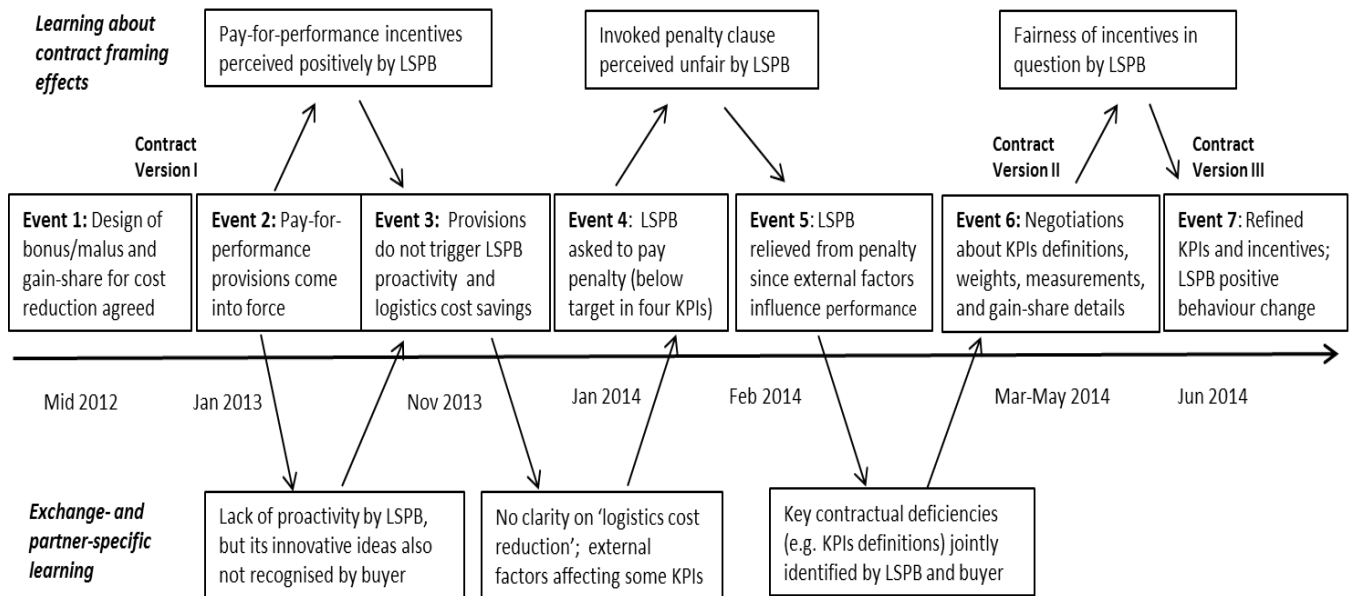 Learning about
contract framing
effects
Pay-for-performance incentives
perceived positively by LSPB
Invoked penalty clause
perceived unfair by LSPB
Fairness of incentives in
question by LSPB
Contract
Version I
Contract
Version II
Contract
Version III
Event 1: Design of
bonus/malus and
gain-share for cost
reduction agreed
Event 2: Pay-for-
performance
provisions come
into force
Event 3: Provisions
do not trigger LSPB
proactivity and
logistics cost savings
Event 4: LSPB
asked to pay
penalty (below
target in four KPIs)
Event 5: LSPB
relieved from penalty
since external factors
influence performance
Event 6: Negotiations
about KPIs definitions,
weights, measurements,
and gain-share details
Event 7: Refined
KPIs and incentives;
LSPB positive
behaviour change
Mid 2012
Jan 2013
Nov 2013
Jan 2014
Feb 2014
Mar-May 2014
Jun 2014
Exchange- and
partner-specific
learning
Lack of proactivity by LSPB,
but its innovative ideas also
not recognised by buyer
No clarity on ‘logistics cost
reduction’; external
factors affecting some KPIs
Key contractual deficiencies
(e.g. KPIs definitions) jointly
identified by LSPB and buyer